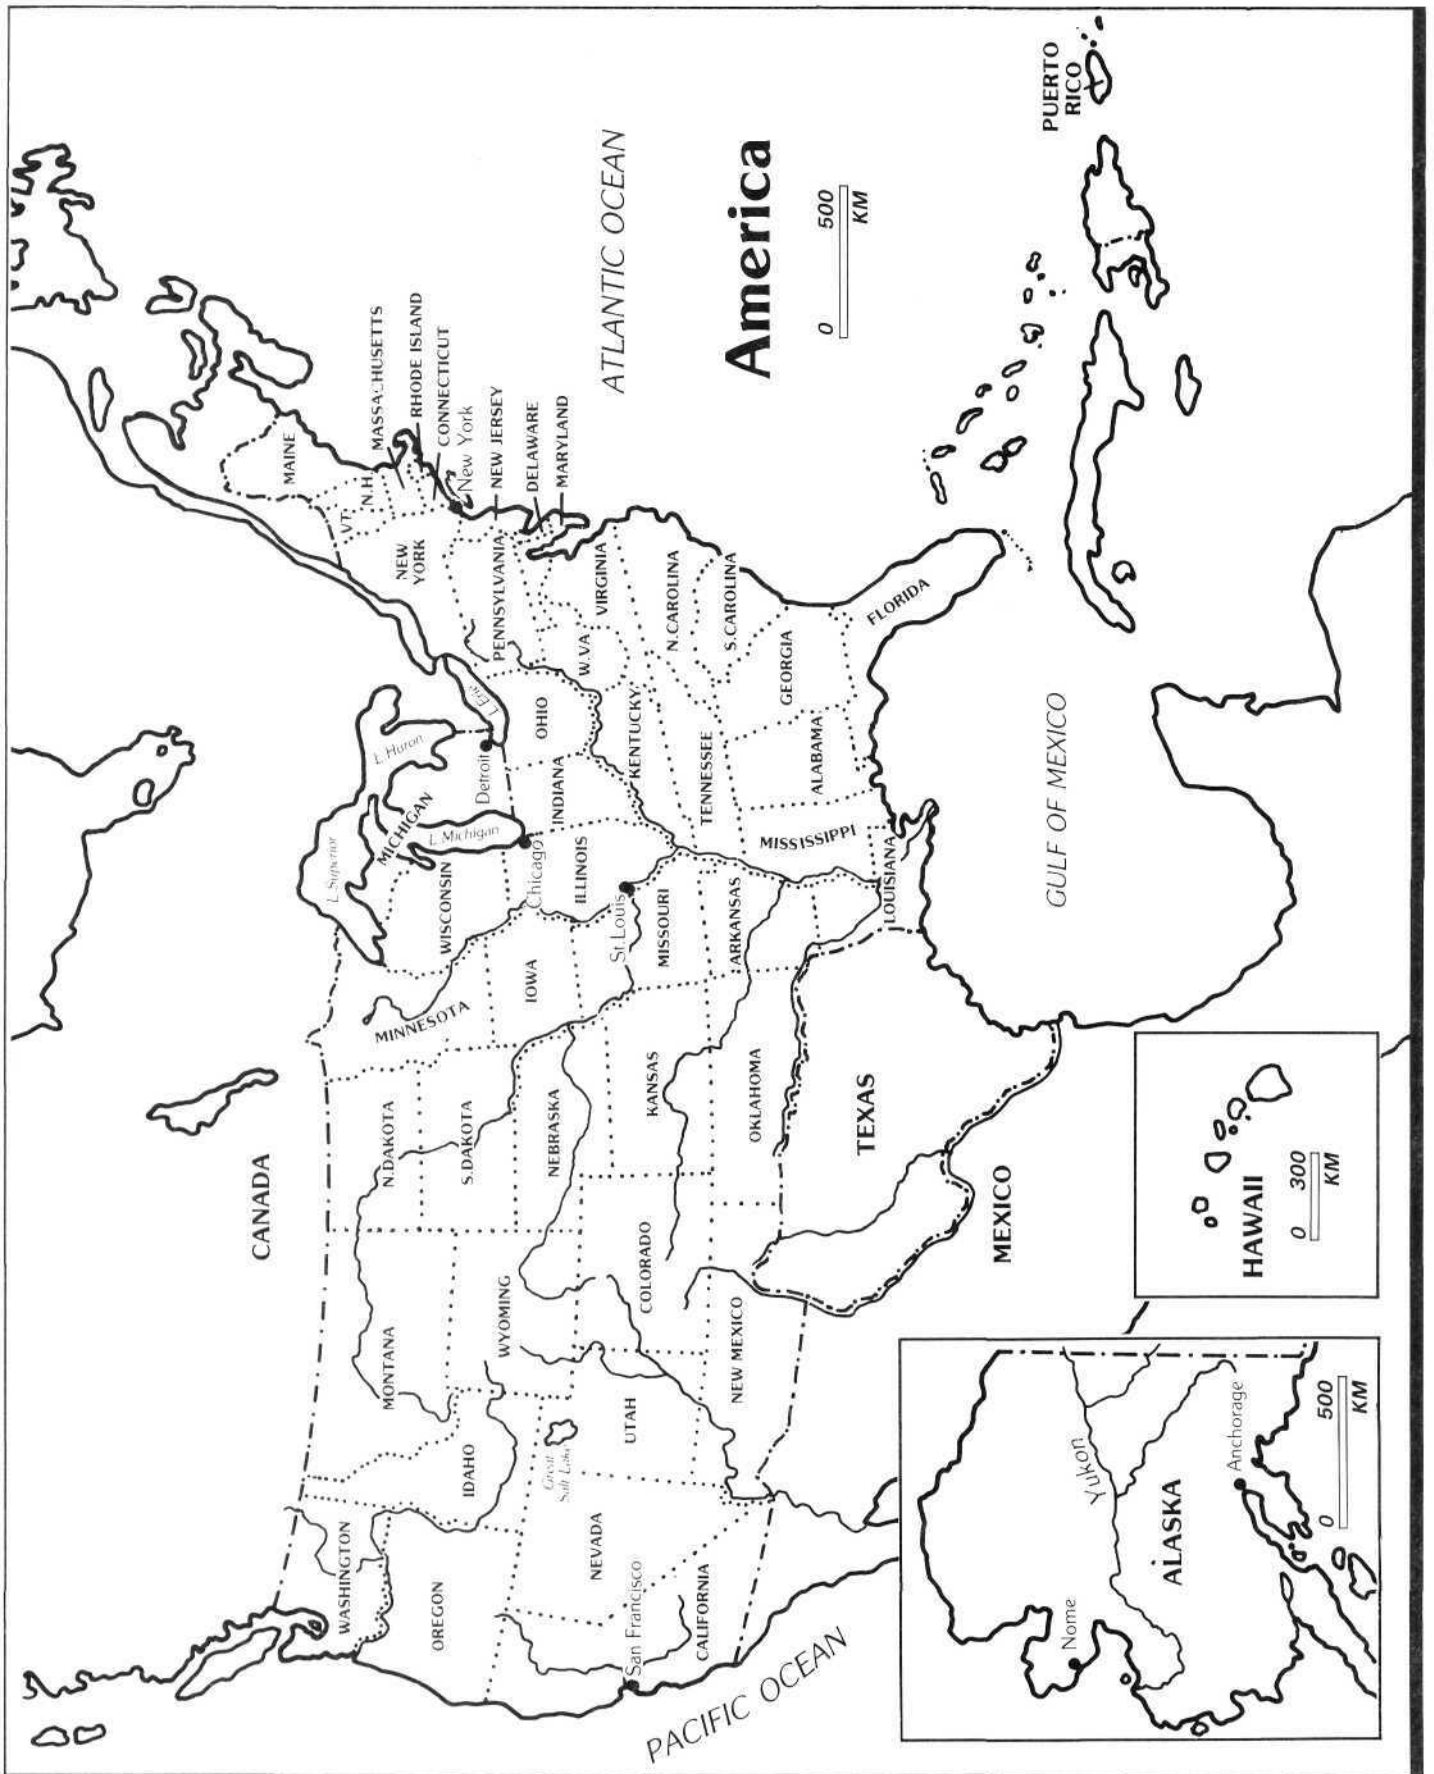 America
0 500
KM
CANADA
MEXICO
ATLANTIC OCEAN
PACIFIC OCEAN
GULF OF MEXICO
PUERTO
RICO
WASHINGTON
OREGON
CALIFORNIA
San Francisco
NEVADA
IDAHO
MONTANA
WYOMING
UTAH
Great
Salt Lake
COLORADO
NEW MEXICO
N.DAKOTA
S.DAKOTA
NEBRASKA
KANSAS
OKLAHOMA
TEXAS
MINNESOTA
IOWA
MISSOURI
St.Louis
ARKANSAS
LOUISIANA
WISCONSIN
ILLINOIS
Chicago
MICHIGAN
L.Superior
L.Michigan
L.Huron
L.Erie
Detroit
INDIANA
OHIO
KENTUCKY
TENNESSEE
MISSISSIPPI
ALABAMA
GEORGIA
FLORIDA
S.CAROLINA
N.CAROLINA
VIRGINIA
W.VA
PENNSYLVANIA
NEW
YORK
VT.
N.H.
MAINE
MASSACHUSETTS
RHODE ISLAND
CONNECTICUT
New York
NEW JERSEY
DELAWARE
MARYLAND
ALASKA
Yukon
Nome
Anchorage
0 500
KM
HAWAII
0 300
KM